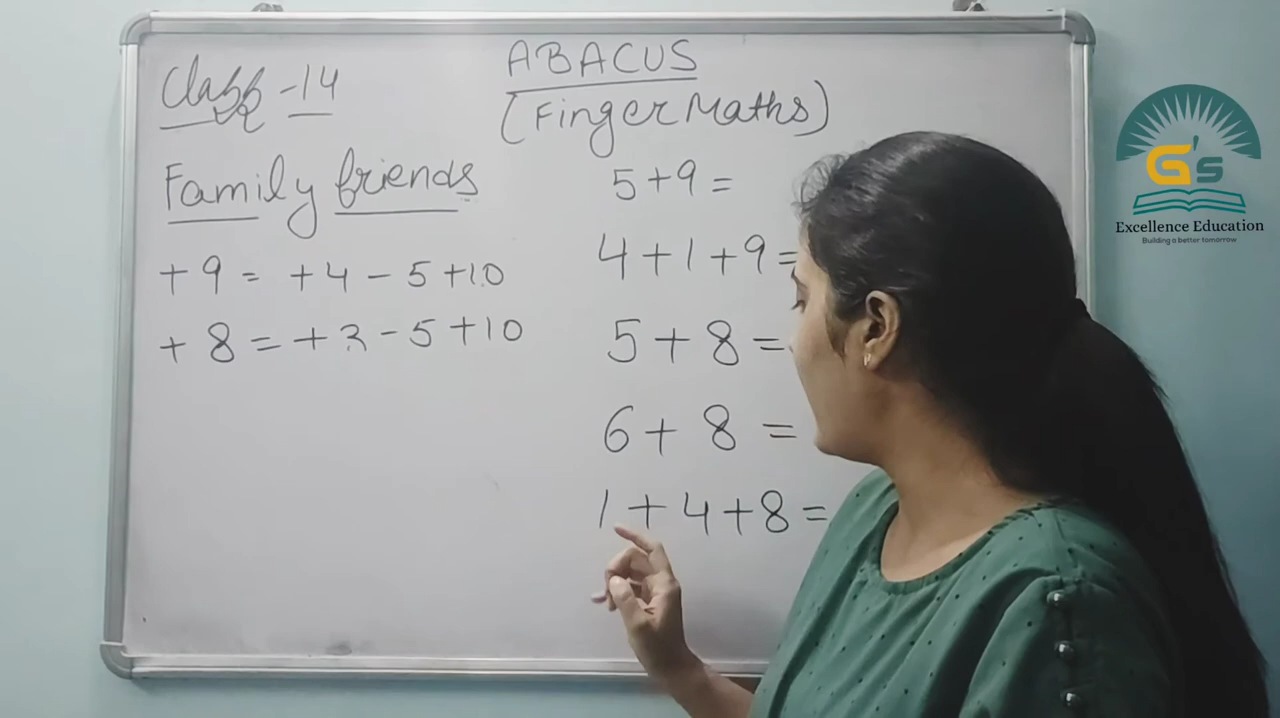 Class - 14
ABACUS
(Finger Maths)
Family friends
+ 9 = + 4 - 5 + 10
+ 8 = + 3 - 5 + 10
5 + 9 =
4 + 1 + 9 =
5 + 8 =
6 + 8 =
1 + 4 + 8 =
G's
Excellence Education
Building a better tomorrow